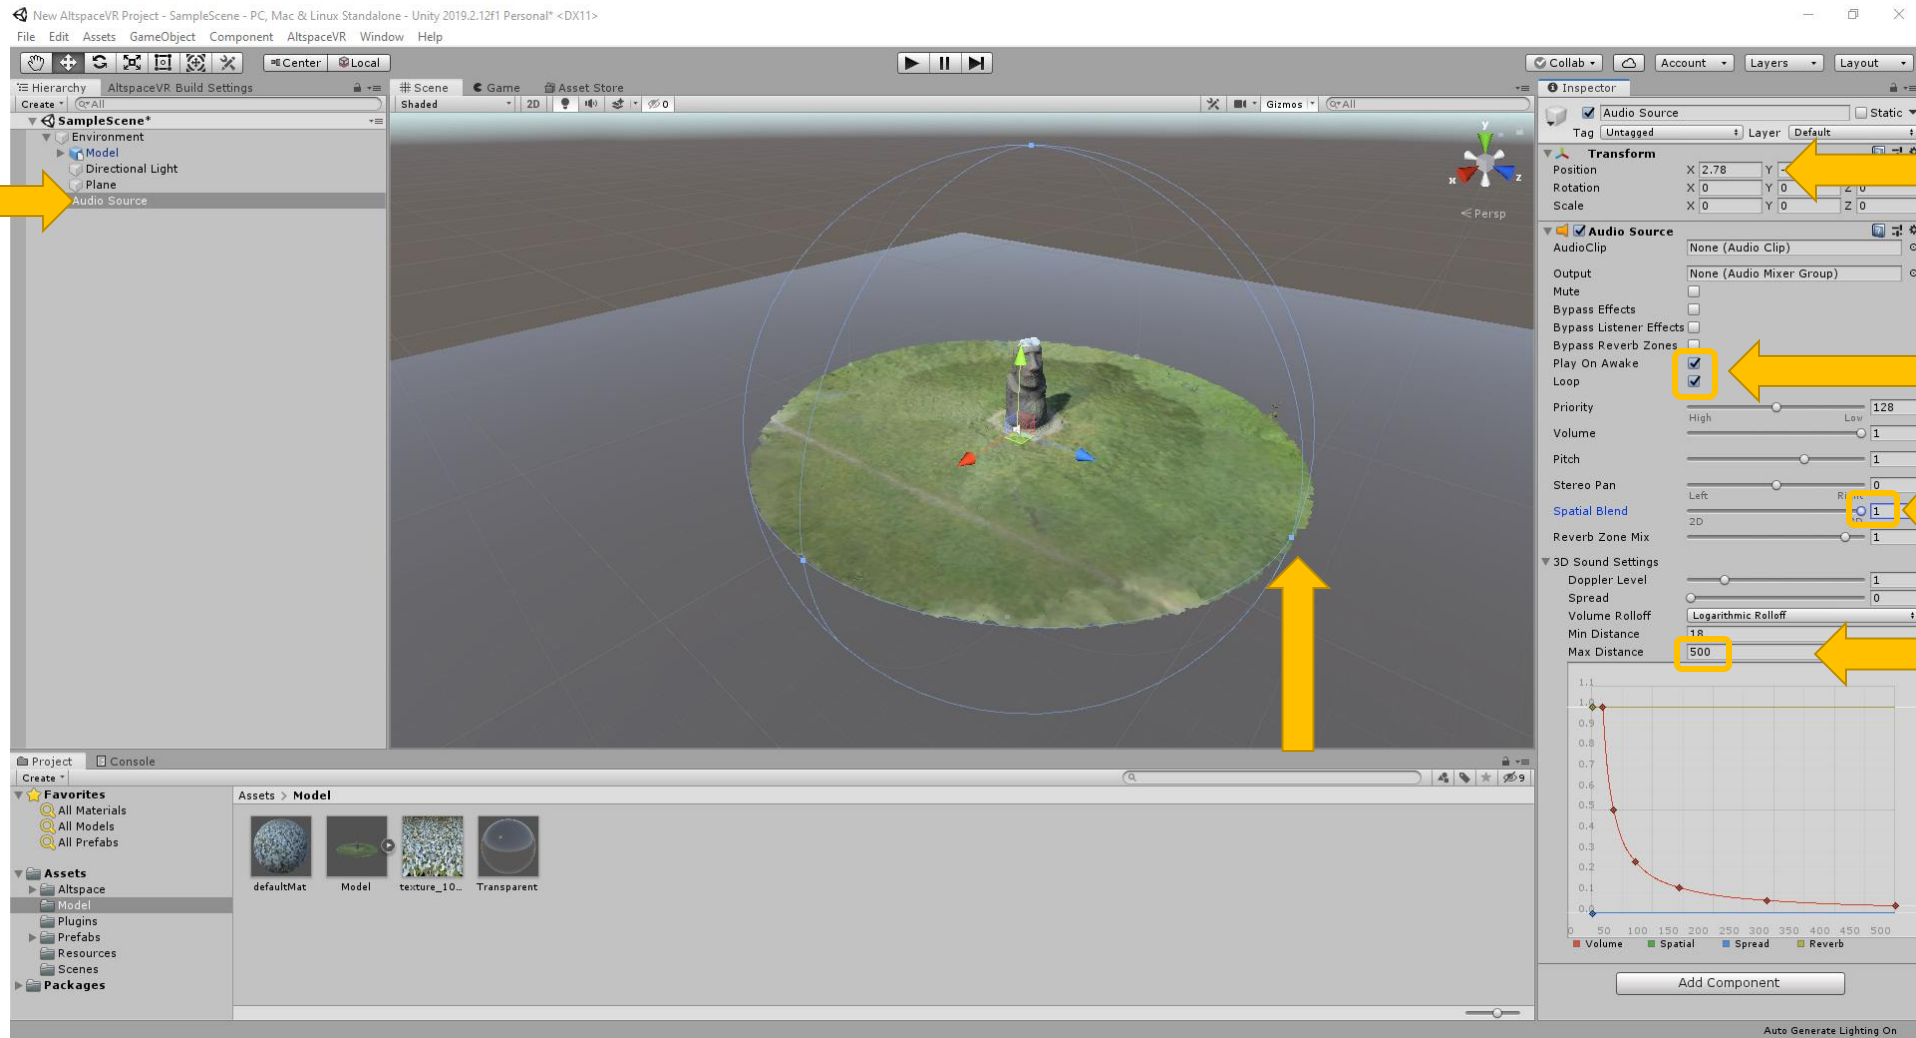 New AltspaceVR Project - SampleScene - PC, Mac & Linux Standalone - Unity 2019.2.12f1 Personal* <DX11>
File Edit Assets GameObject Component AltspaceVR Window Help
Center Local Collab Account Layers Layout
Hierarchy AltspaceVR Build Settings
Create All
SampleScene*
Environment
Model
Directional Light
Plane
Audio Source
Scene Game Asset Store
Shaded 2D 0 Gizmos All
y
x z
Persp
Inspector
Audio Source Static
Tag Untagged Layer Default
Transform
Position X 2.78 Y -
Rotation X 0 Y 0 Z 0
Scale X 0 Y 0 Z 0
Audio Source
AudioClip None (Audio Clip)
Output None (Audio Mixer Group)
Mute
Bypass Effects
Bypass Listener Effects
Bypass Reverb Zones
Play On Awake
Loop
Priority 128
High Low
Volume 1
Pitch 1
Stereo Pan 0
Left Right
Spatial Blend 1
2D
Reverb Zone Mix 1
3D Sound Settings
Doppler Level 1
Spread 0
Volume Rolloff Logarithmic Rolloff
Min Distance 18
Max Distance 500
1.1
1.0
0.9
0.8
0.7
0.6
0.5
0.4
0.3
0.2
0.1
0.0
0 50 100 150 200 250 300 350 400 450 500
Volume Spatial Spread Reverb
Add Component
Project Console
Create 9
Favorites
All Materials
All Models
All Prefabs
Assets
Altspace
Model
Plugins
Prefabs
Resources
Scenes
Packages
Assets > Model
defaultMat Model texture_10... Transparent
Auto Generate Lighting On